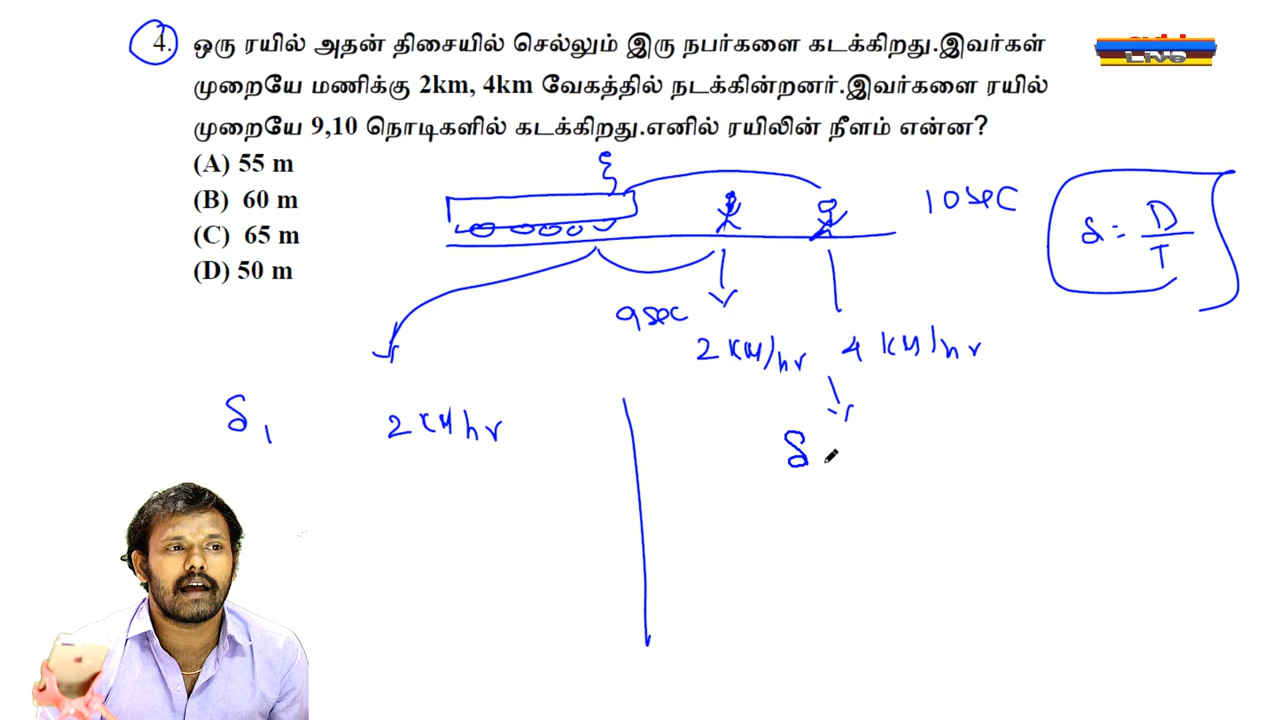 4. ஒரு ரயில் அதன் திசையில் செல்லும் இரு நபர்களை கடக்கிறது.இவர்கள்
முறையே மணிக்கு 2km, 4km வேகத்தில் நடக்கின்றனர்.இவர்களை ரயில்
முறையே 9,10 நொடிகளில் கடக்கிறது.எனில் ரயிலின் நீளம் என்ன?
(A) 55 m
(B) 60 m
(C) 65 m
(D) 50 m
10 sec
S = D/T
9 sec
2 KM/hr 4 KM/hr
S1 2 KM hr
S
LIVE